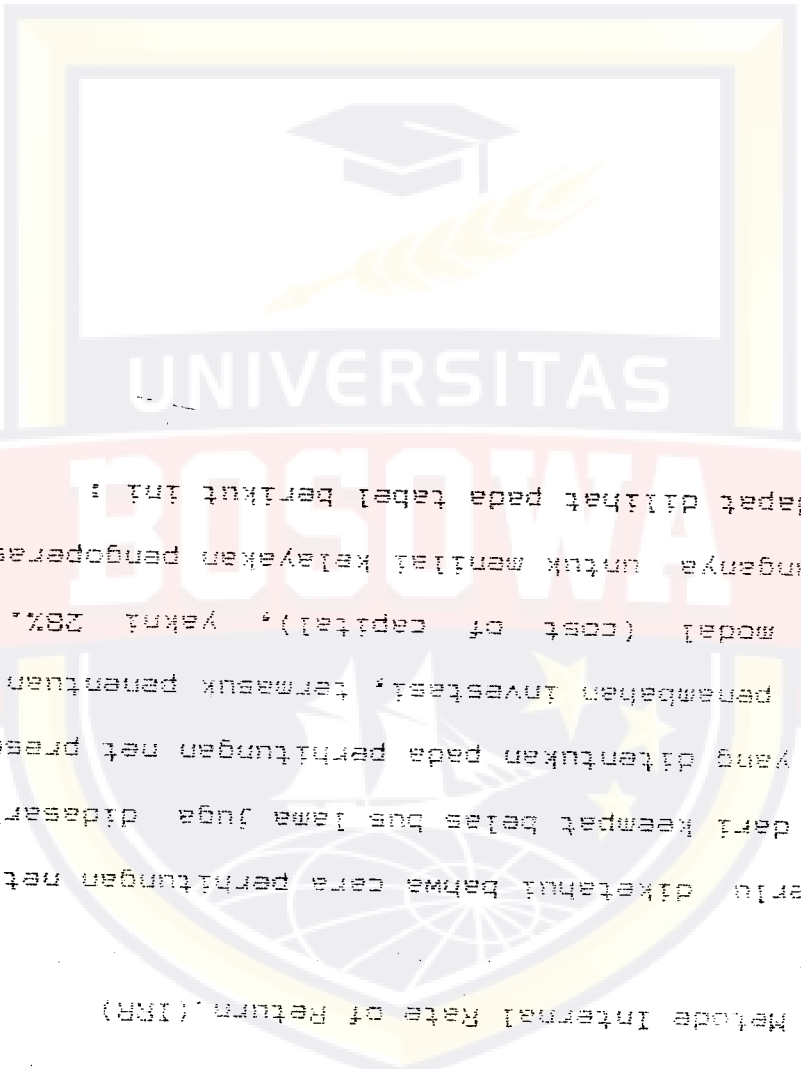 Metode Internal Rate of Return.(IRR)
erlu diketahui bahwa cara perhitungan net
dari keempat belas bus lama juga didasar
yang ditentukan pada perhitungan net prese
penambahan investasi, termasuk penentuan
modal (cost of capital), yakni 28%.
unganya untuk menilai kelayakan pengoperas
dapat dilihat pada tabel berikut ini :
UNIVERSITAS
BOSOWA